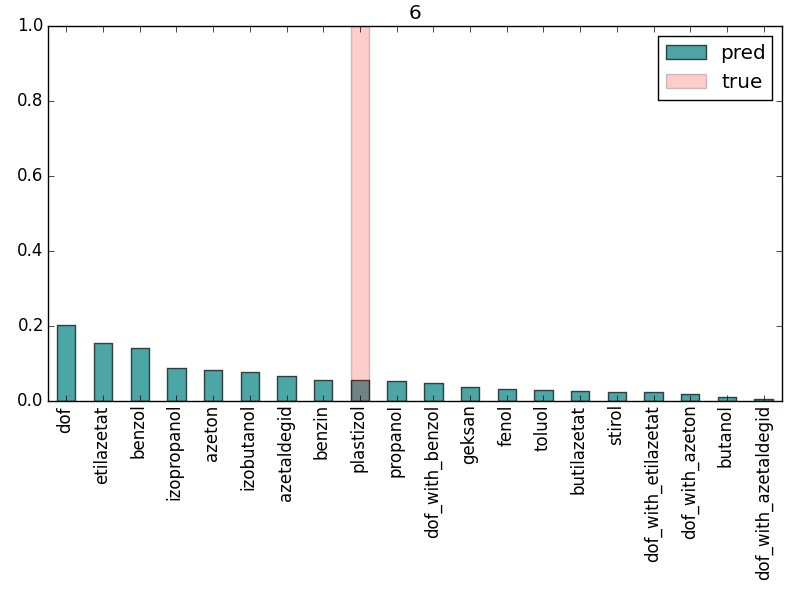 6
1.0
0.8
0.6
0.4
0.2
0.0
pred
true
dof
etilazetat
benzol
izopropanol
azeton
izobutanol
azetaldegid
benzin
plastizol
propanol
dof_with_benzol
geksan
fenol
toluol
butilazetat
stirol
dof_with_etilazetat
dof_with_azeton
butanol
dof_with_azetaldegid